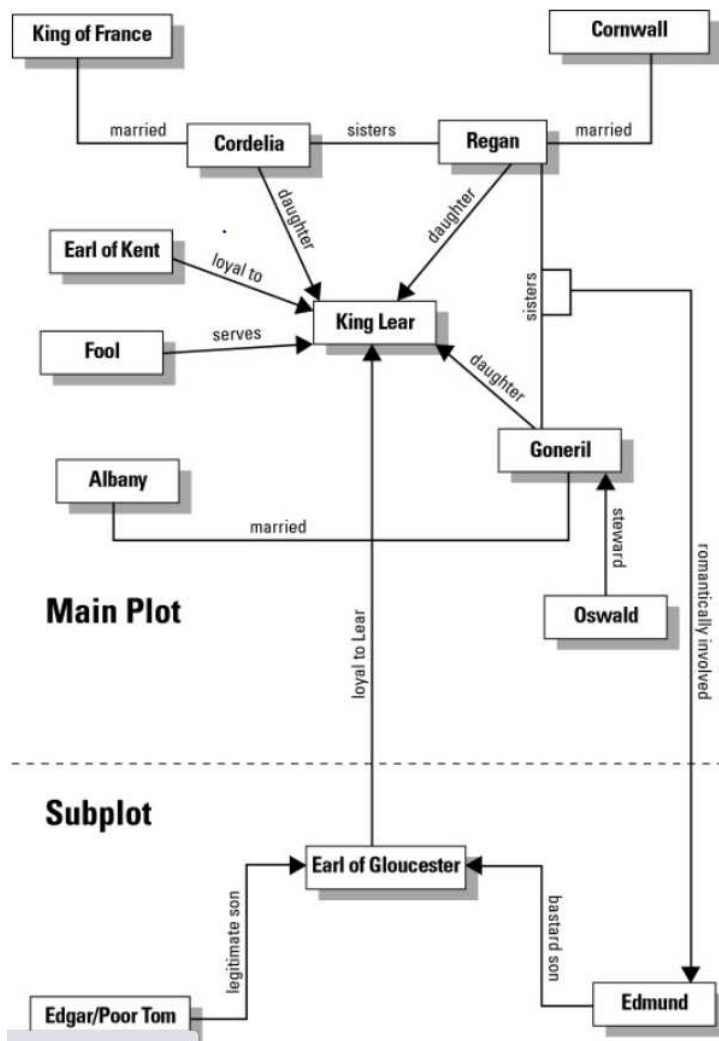 King of France
Cornwall
married
Cordelia
sisters
Regan
married
daughter
daughter
Earl of Kent
loyal to
King Lear
sisters
Fool
serves
daughter
Goneril
Albany
married
steward
romantically involved
Main Plot
Oswald
loyal to Lear
Subplot
Earl of Gloucester
legitimate son
bastard son
Edgar/Poor Tom
Edmund